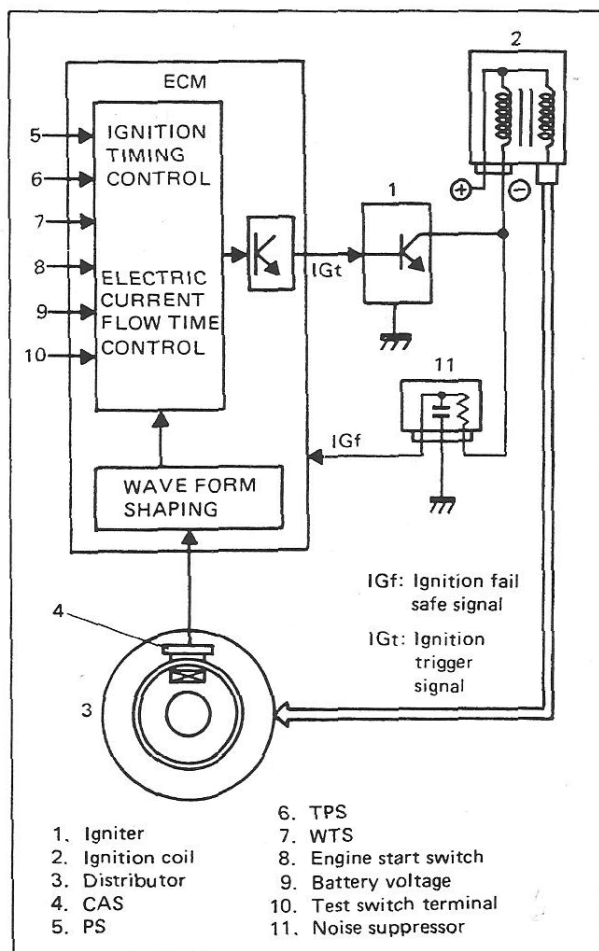 2
ECM
IGNITION
TIMING
CONTROL
5
6
7
8
9
10
ELECTRIC
CURRENT
FLOW TIME
CONTROL
IGt
1
+
−
11
IGf
WAVE FORM
SHAPING
4
3
IGf: Ignition fail
safe signal
IGt: Ignition
trigger
signal
1. Igniter
2. Ignition coil
3. Distributor
4. CAS
5. PS
6. TPS
7. WTS
8. Engine start switch
9. Battery voltage
10. Test switch terminal
11. Noise suppressor